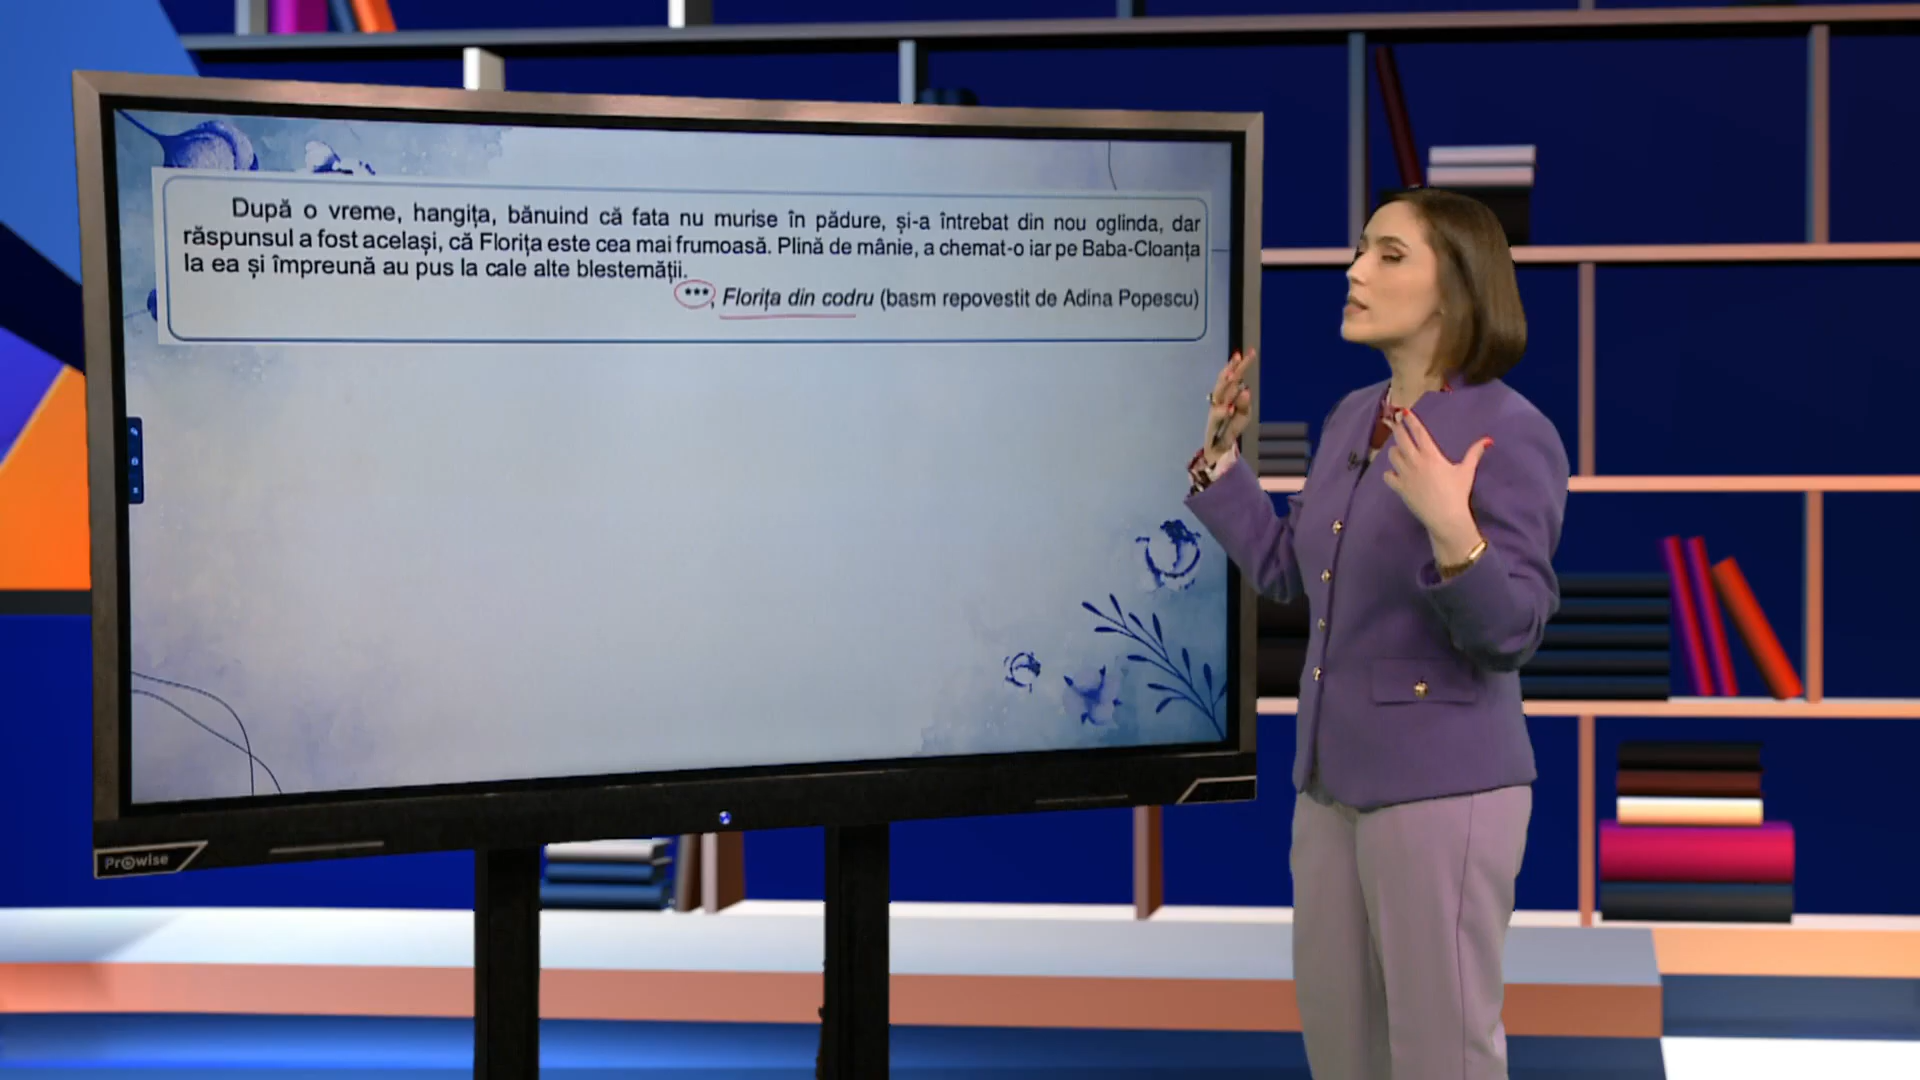 După o vreme, hangița, bănuind că fata nu murise în pădure, și-a întrebat din nou oglinda, dar
răspunsul a fost același, că Florița este cea mai frumoasă. Plină de mânie, a chemat-o iar pe Baba-Cloanța
la ea și împreună au pus la cale alte blestemății.
***, Florița din codru (basm repovestit de Adina Popescu)
Prowise